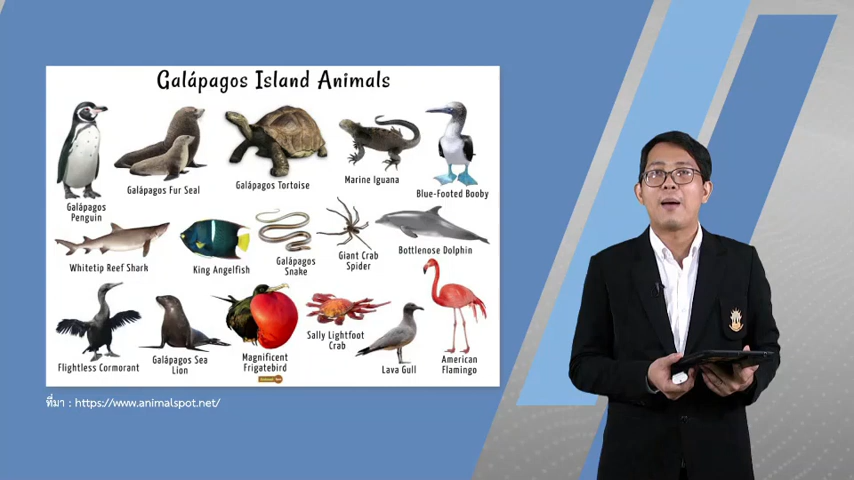 Galápagos Island Animals
Galápagos
Penguin
Galápagos Fur Seal
Galápagos Tortoise
Marine Iguana
Blue-Footed Booby
Whitetip Reef Shark
King Angelfish
Galápagos
Snake
Giant Crab
Spider
Bottlenose Dolphin
Flightless Cormorant
Galápagos Sea
Lion
Magnificent
Frigatebird
Sally Lightfoot
Crab
Lava Gull
American
Flamingo
ที่มา : https://www.animalspot.net/